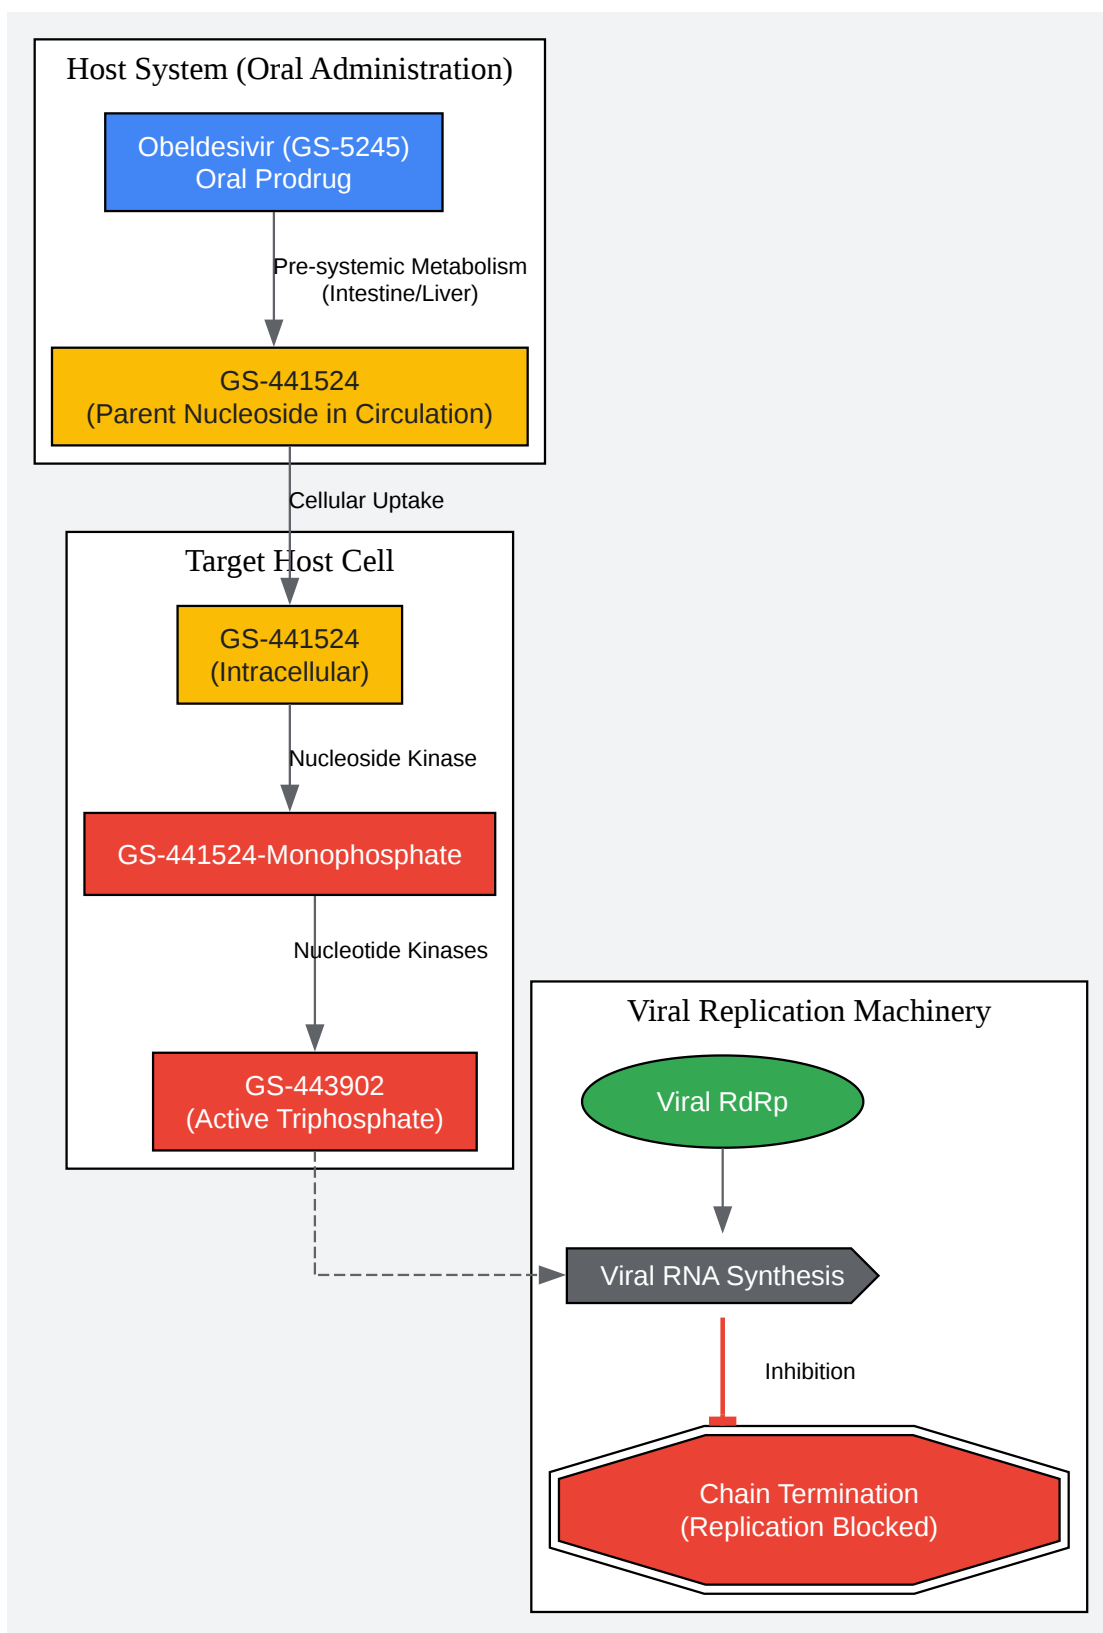 Host System (Oral Administration)
Obeldesivir (GS-5245)
Oral Prodrug
Pre-systemic Metabolism
(Intestine/Liver)
GS-441524
(Parent Nucleoside in Circulation)
Cellular Uptake
Target Host Cell
GS-441524
(Intracellular)
Nucleoside Kinase
GS-441524-Monophosphate
Nucleotide Kinases
GS-443902
(Active Triphosphate)
Viral Replication Machinery
Viral RdRp
Viral RNA Synthesis
Inhibition
Chain Termination
(Replication Blocked)